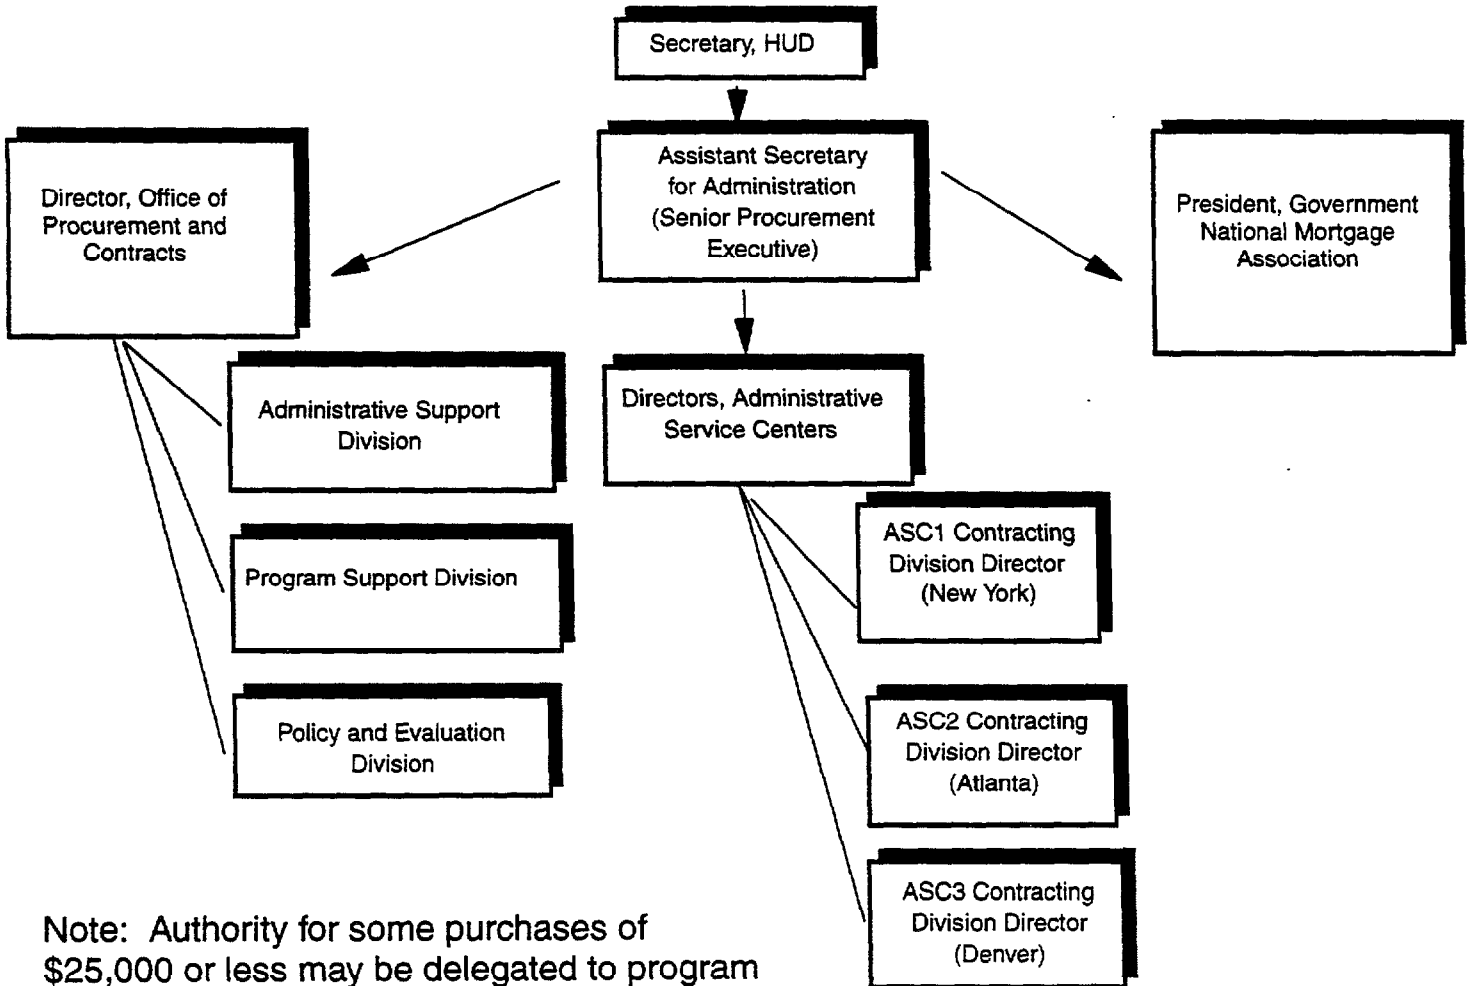 Secretary, HUD
Assistant Secretary
for Administration
(Senior Procurement
Executive)
Director, Office of
Procurement and
Contracts
President, Government
National Mortgage
Association
Administrative Support
Division
Directors, Administrative
Service Centers
Program Support Division
ASC1 Contracting
Division Director
(New York)
Policy and Evaluation
Division
ASC2 Contracting
Division Director
(Atlanta)
ASC3 Contracting
Division Director
(Denver)
Note: Authority for some purchases of
$25,000 or less may be delegated to program